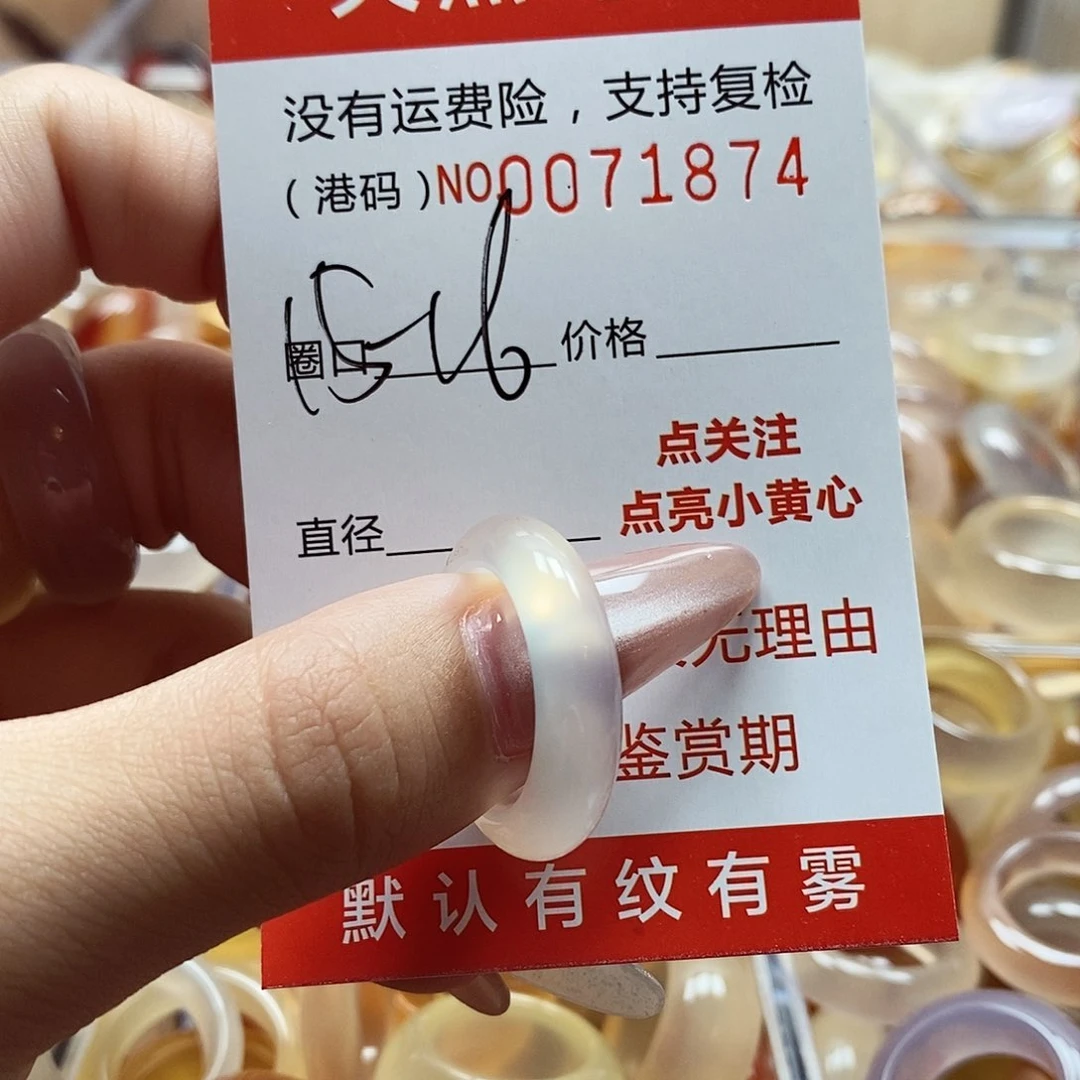 没有运费险，支持复检
(港码)NO0071874
圈口 价格
点关注
点亮小黄心
直径
无理由
鉴赏期
默认有纹有雾